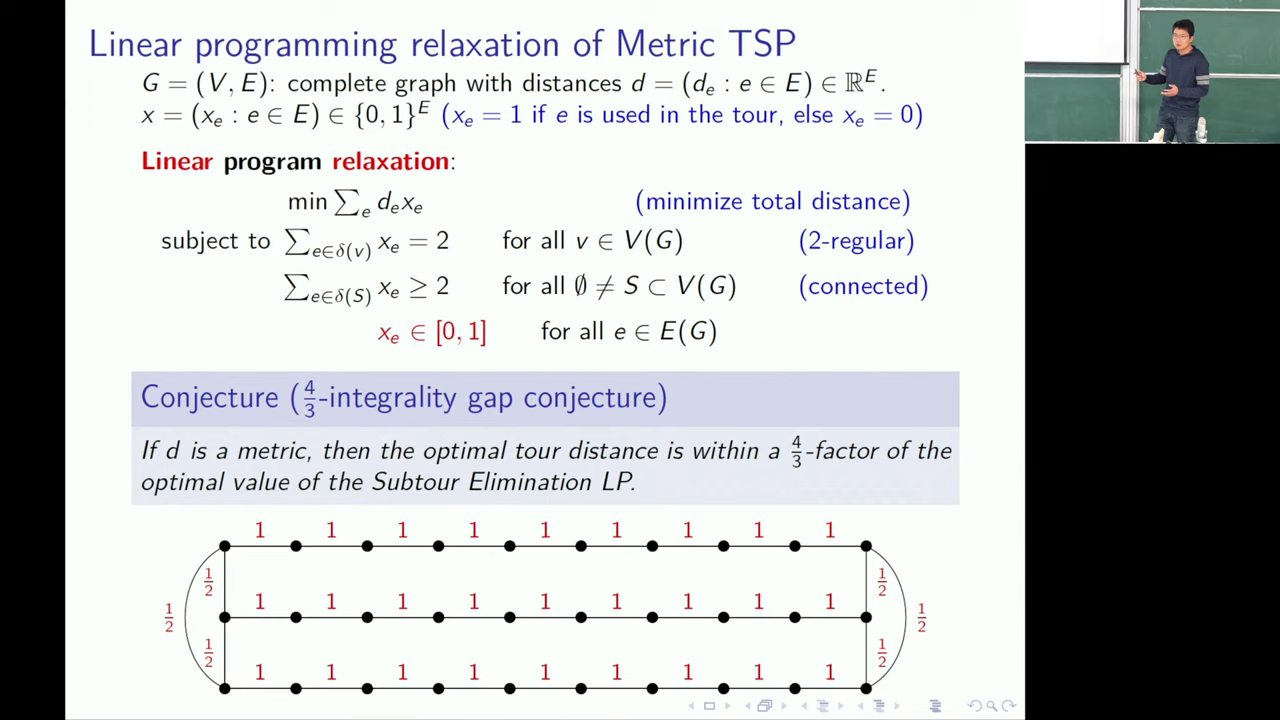 Linear programming relaxation of Metric TSP
G = (V, E): complete graph with distances d = (d_e : e ∈ E) ∈ ℝ^E.
x = (x_e : e ∈ E) ∈ {0, 1}^E (x_e = 1 if e is used in the tour, else x_e = 0)
Linear program relaxation:
min ∑_e d_e x_e (minimize total distance)
subject to ∑_{e∈δ(v)} x_e = 2 for all v ∈ V(G) (2-regular)
∑_{e∈δ(S)} x_e ≥ 2 for all ∅ ≠ S ⊂ V(G) (connected)
x_e ∈ [0, 1] for all e ∈ E(G)
Conjecture (4/3-integrality gap conjecture)
If d is a metric, then the optimal tour distance is within a 4/3-factor of the
optimal value of the Subtour Elimination LP.
1 1 1 1 1 1 1 1 1
1/2 1/2
1/2 1 1 1 1 1 1 1 1 1 1/2
1/2 1/2
1 1 1 1 1 1 1 1 1